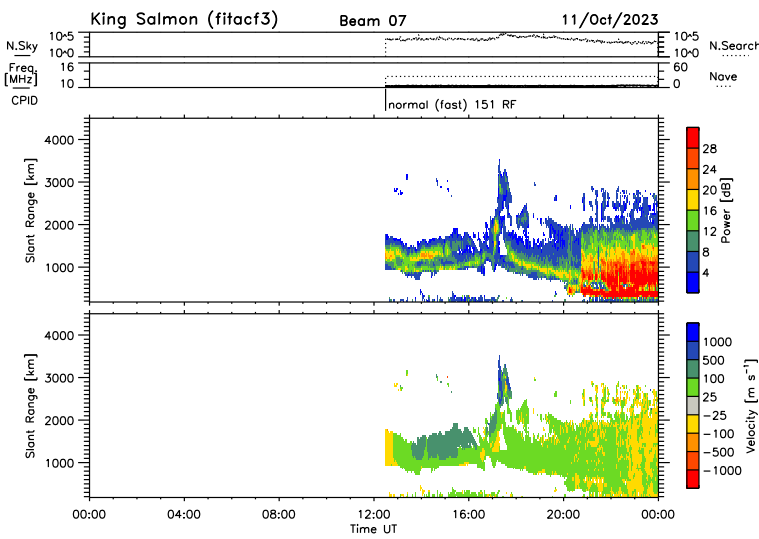 King Salmon (fitacf3) Beam 07 11/Oct/2023
N.Sky 10^5 10^0 10^5 10^0 N.Search
Freq. [MHz] 16 10 60 0 Nave
CPID normal (fast) 151 RF
Slant Range [km] 4000 3000 2000 1000
28 24 20 16 12 8 4 Power [dB]
Slant Range [km] 4000 3000 2000 1000
1000 500 100 25 -25 -100 -500 -1000 Velocity [m s⁻¹]
00:00 04:00 08:00 12:00 16:00 20:00 00:00
Time UT